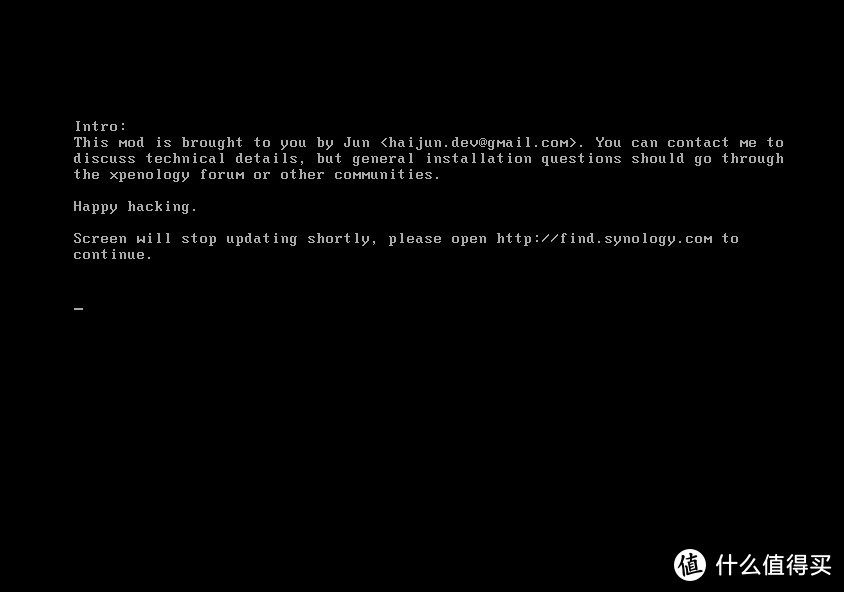 Intro:
This mod is brought to you by Jun <haijun.dev@gmail.com>. You can contact me to
discuss technical details, but general installation questions should go through
the xpenology forum or other communities.
Happy hacking.
Screen will stop updating shortly, please open http://find.synology.com to
continue.
值 什么值得买